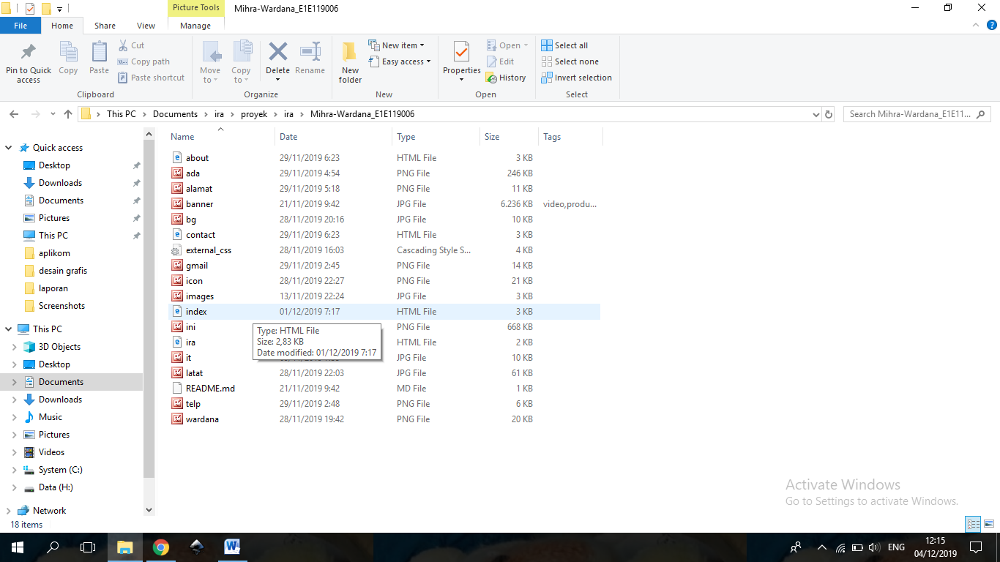 Picture Tools Mihra-Wardana_E1E119006
File Home Share View Manage
Pin to Quick access
Copy
Paste
Cut
Copy path
Paste shortcut
Clipboard
Move to
Copy to
Delete
Rename
Organize
New folder
New item
Easy access
New
Properties
Open
Edit
History
Open
Select all
Select none
Invert selection
Select
This PC Documents ira proyek ira Mihra-Wardana_E1E119006
Search Mihra-Wardana_E1E11...
Quick access
Desktop
Downloads
Documents
Pictures
This PC
aplikom
desain grafis
laporan
Screenshots
This PC
3D Objects
Desktop
Documents
Downloads
Music
Pictures
Videos
System (C:)
Data (H:)
Network
Name Date Type Size Tags
about 29/11/2019 6:23 HTML File 3 KB
ada 29/11/2019 4:54 PNG File 246 KB
alamat 29/11/2019 5:18 PNG File 11 KB
banner 21/11/2019 9:42 JPG File 6.236 KB video,produ...
bg 28/11/2019 20:16 JPG File 10 KB
contact 29/11/2019 6:23 HTML File 3 KB
external_css 28/11/2019 16:03 Cascading Style S... 4 KB
gmail 29/11/2019 2:45 PNG File 14 KB
icon 28/11/2019 22:27 PNG File 21 KB
images 13/11/2019 22:24 JPG File 3 KB
index 01/12/2019 7:17 HTML File 3 KB
ini PNG File 668 KB
ira HTML File 2 KB
it JPG File 10 KB
latat 28/11/2019 22:03 JPG File 61 KB
README.md 21/11/2019 9:42 MD File 1 KB
telp 29/11/2019 2:48 PNG File 6 KB
wardana 28/11/2019 19:42 PNG File 20 KB
Type: HTML File
Size: 2,83 KB
Date modified: 01/12/2019 7:17
Activate Windows
Go to Settings to activate Windows.
18 items
ENG
12:15
04/12/2019